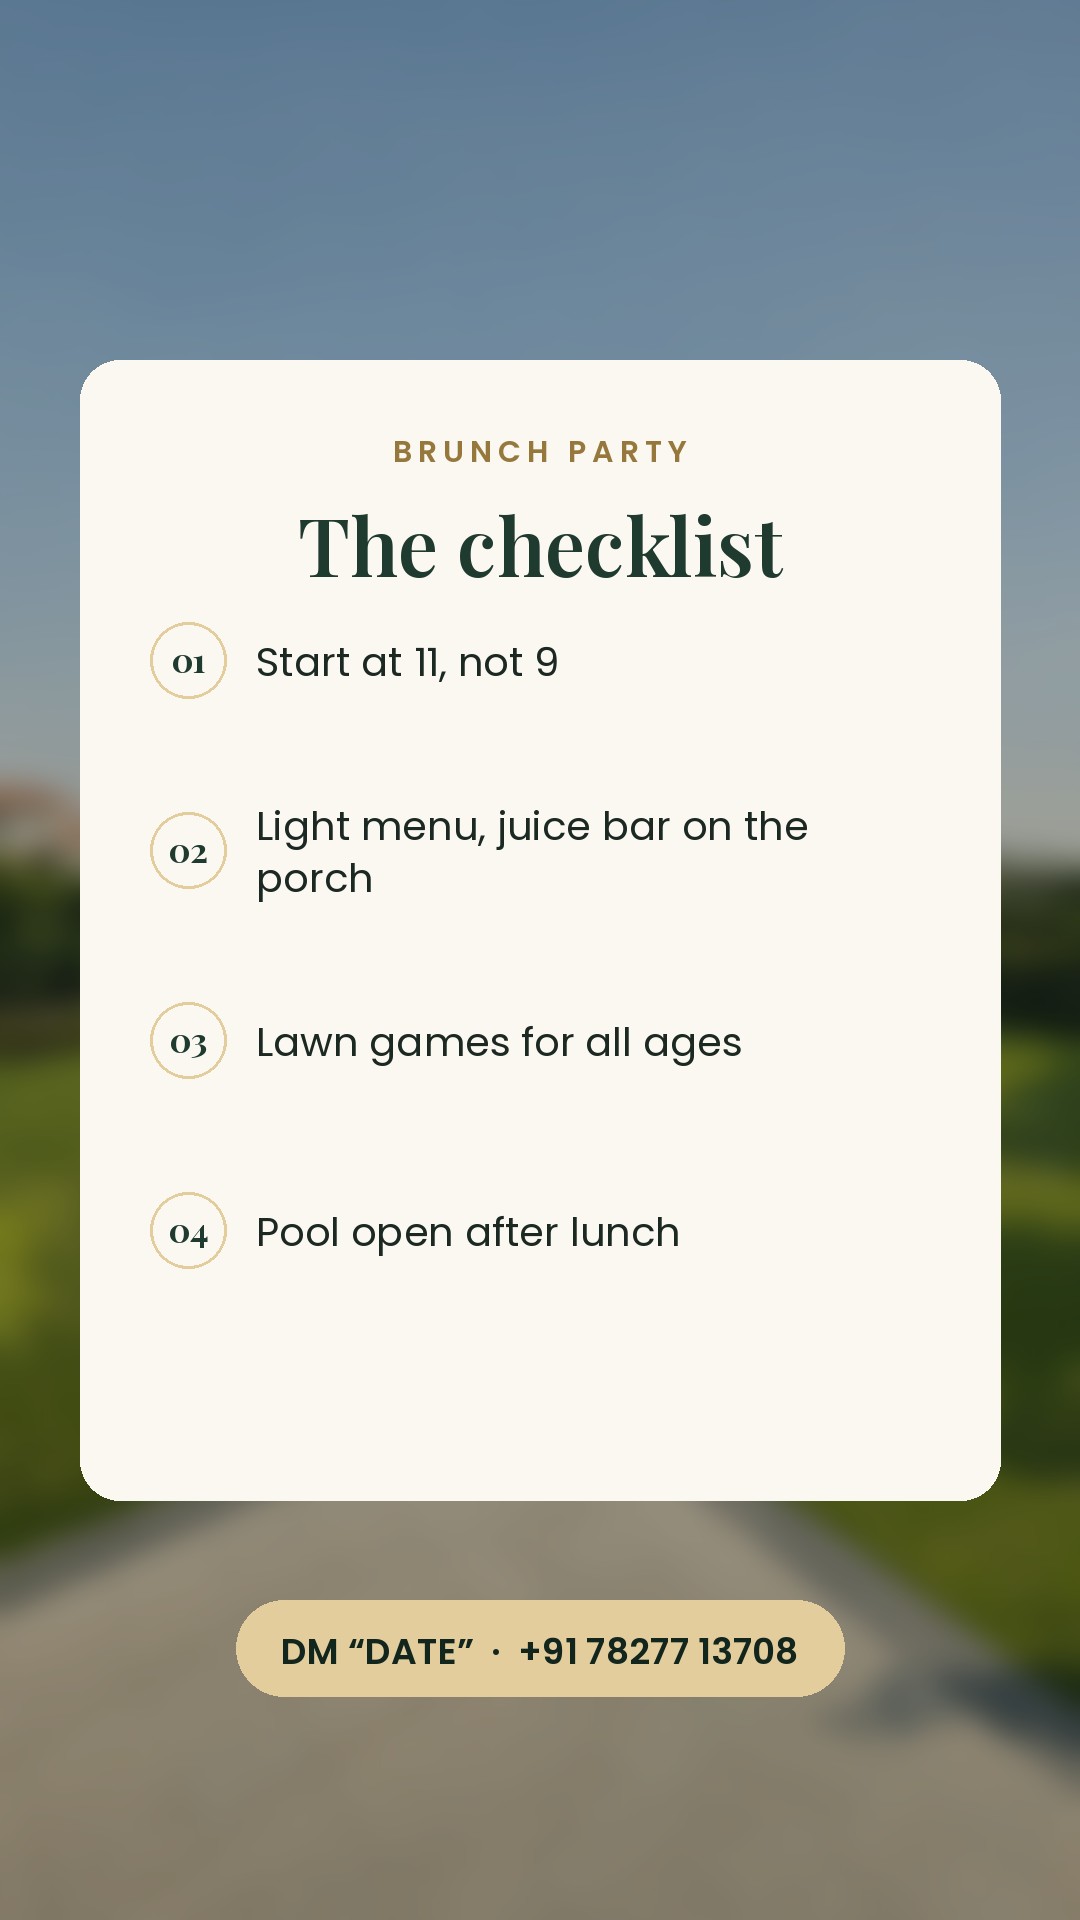 BRUNCH PARTY
The checklist
01 Start at 11, not 9
02 Light menu, juice bar on the
porch
03 Lawn games for all ages
04 Pool open after lunch
DM “DATE” · +91 78277 13708